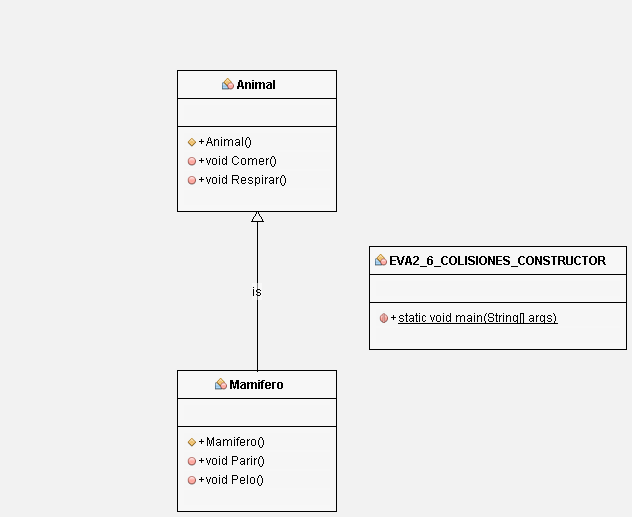 Animal
+Animal()
+void Comer()
+void Respirar()
is
EVA2_6_COLISIONES_CONSTRUCTOR
+static void main(String[] args)
Mamifero
+Mamifero()
+void Parir()
+void Pelo()